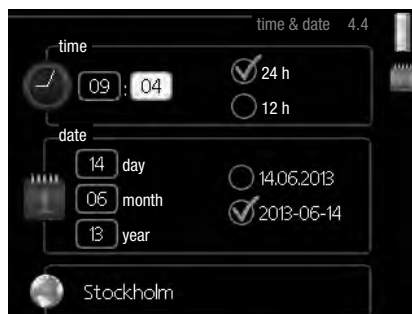 time & date 4.4
time
09 : 04
24 h
12 h
date
14 day
06 month
13 year
14.06.2013
2013-06-14
Stockholm